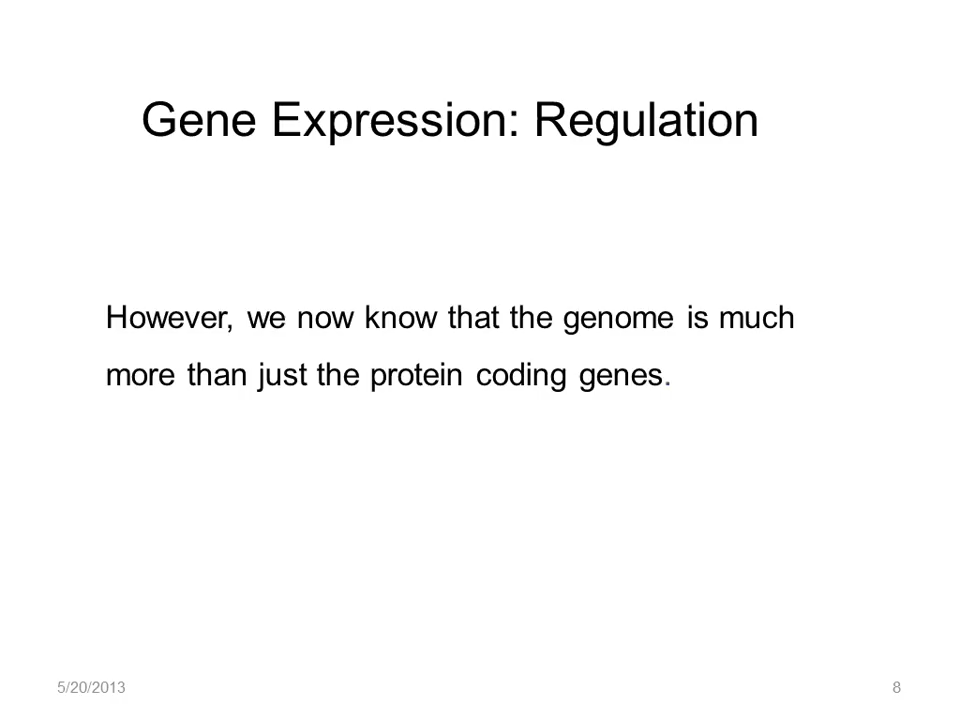 Gene Expression: Regulation
However, we now know that the genome is much
more than just the protein coding genes.
5/20/2013
8